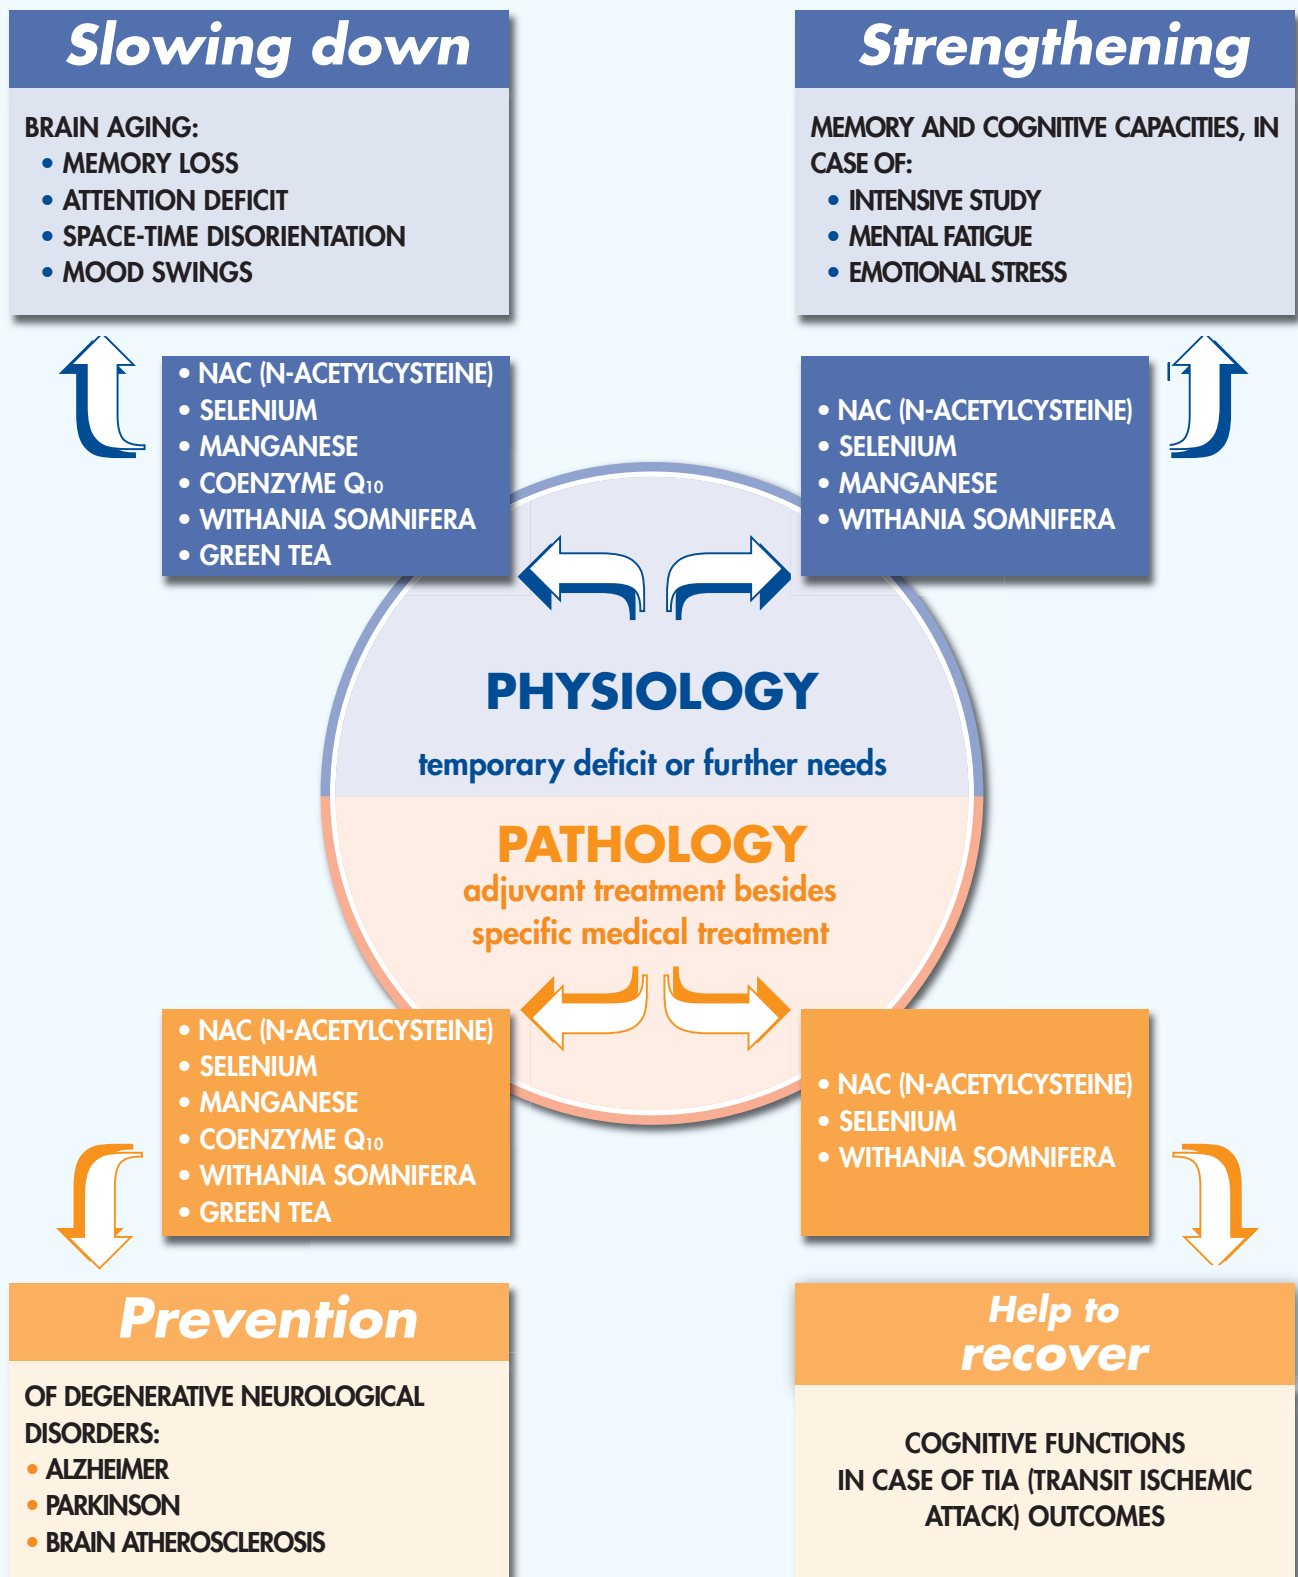 Slowing down
BRAIN AGING:
• MEMORY LOSS
• ATTENTION DEFICIT
• SPACE-TIME DISORIENTATION
• MOOD SWINGS
Strengthening
MEMORY AND COGNITIVE CAPACITIES, IN
CASE OF:
• INTENSIVE STUDY
• MENTAL FATIGUE
• EMOTIONAL STRESS
• NAC (N-ACETYLCYSTEINE)
• SELENIUM
• MANGANESE
• COENZYME Q10
• WITHANIA SOMNIFERA
• GREEN TEA
• NAC (N-ACETYLCYSTEINE)
• SELENIUM
• MANGANESE
• WITHANIA SOMNIFERA
PHYSIOLOGY
temporary deficit or further needs
PATHOLOGY
adjuvant treatment besides
specific medical treatment
• NAC (N-ACETYLCYSTEINE)
• SELENIUM
• MANGANESE
• COENZYME Q10
• WITHANIA SOMNIFERA
• GREEN TEA
• NAC (N-ACETYLCYSTEINE)
• SELENIUM
• WITHANIA SOMNIFERA
Prevention
OF DEGENERATIVE NEUROLOGICAL
DISORDERS:
• ALZHEIMER
• PARKINSON
• BRAIN ATHEROSCLEROSIS
Help to
recover
COGNITIVE FUNCTIONS
IN CASE OF TIA (TRANSIT ISCHEMIC
ATTACK) OUTCOMES